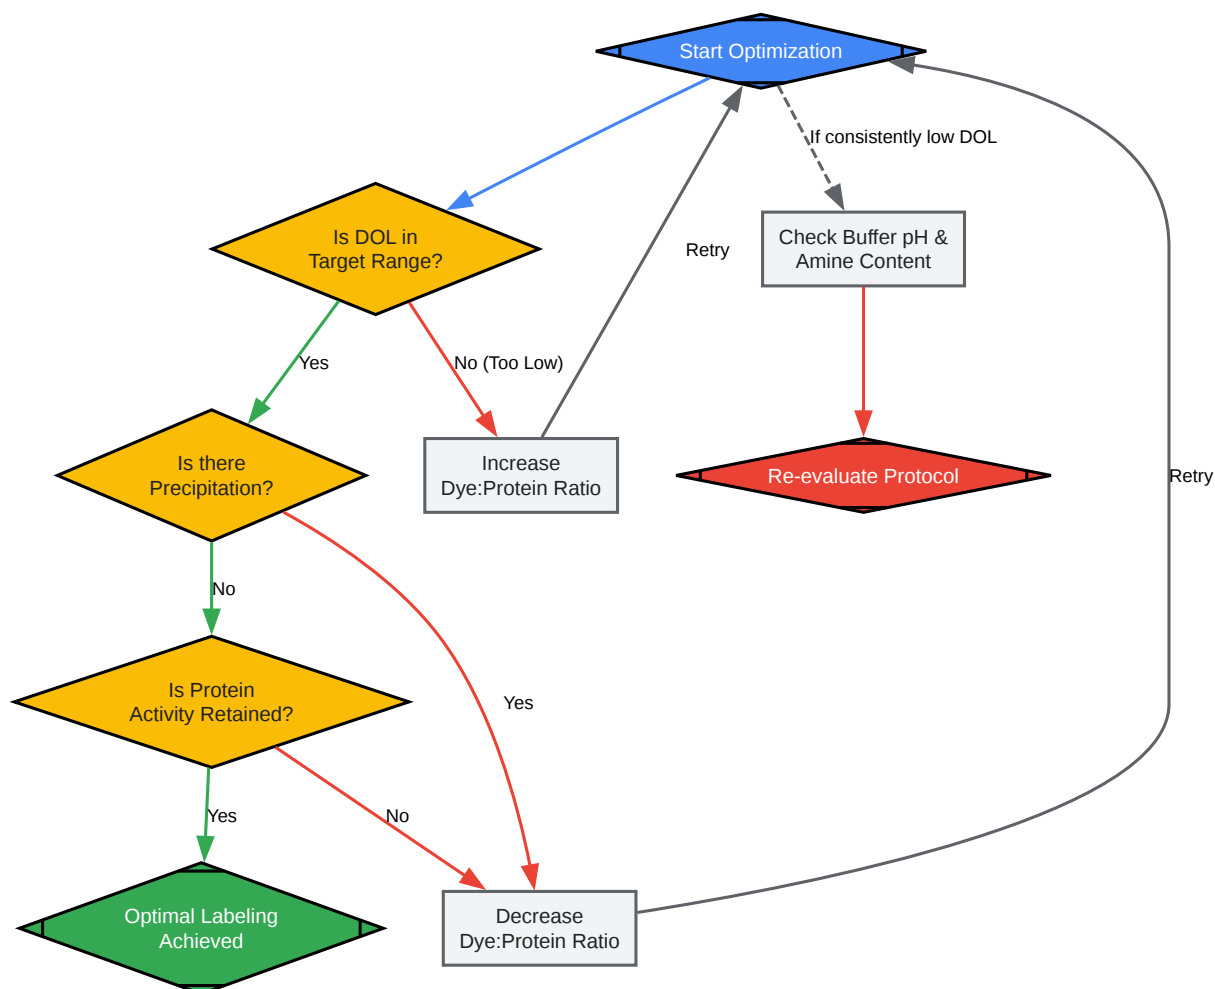 Start Optimization
If consistently low DOL
Is DOL in
Target Range?
Retry
Check Buffer pH &
Amine Content
Yes
No (Too Low)
Is there
Precipitation?
Increase
Dye:Protein Ratio
Re-evaluate Protocol
Retry
No
Is Protein
Activity Retained?
Yes
Yes
No
Optimal Labeling
Achieved
Decrease
Dye:Protein Ratio